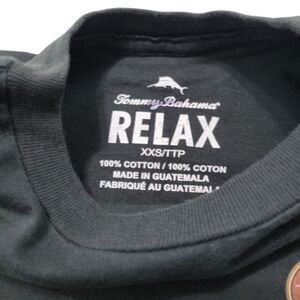 Tommy Bahama®
RELAX
XXS/TTP
100% COTTON / 100% COTON
MADE IN GUATEMALA
FABRIQUÉ AU GUATEMALA